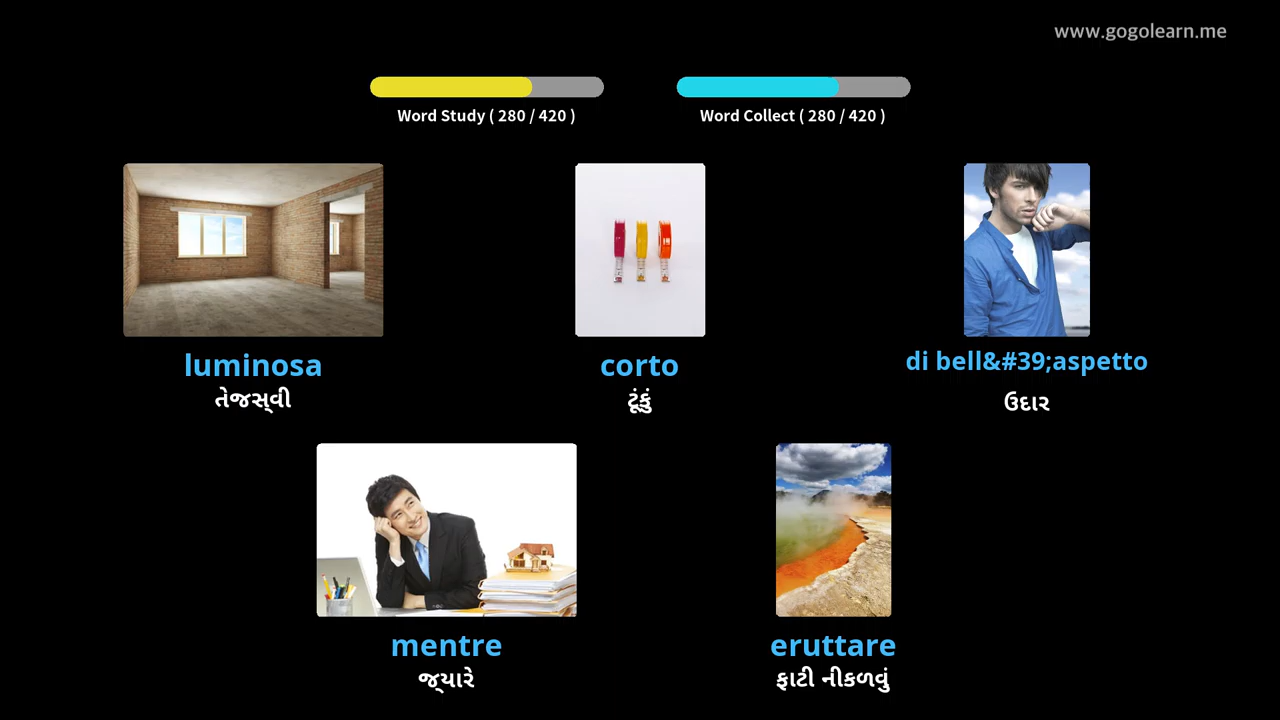 www.gogolearn.me
Word Study ( 280 / 420 )
Word Collect ( 280 / 420 )
luminosa
તેજસ્વી
corto
ટૂંકું
di bell&#39;aspetto
ઉદાર
mentre
જ્યારે
eruttare
ફાટી નીકળવું